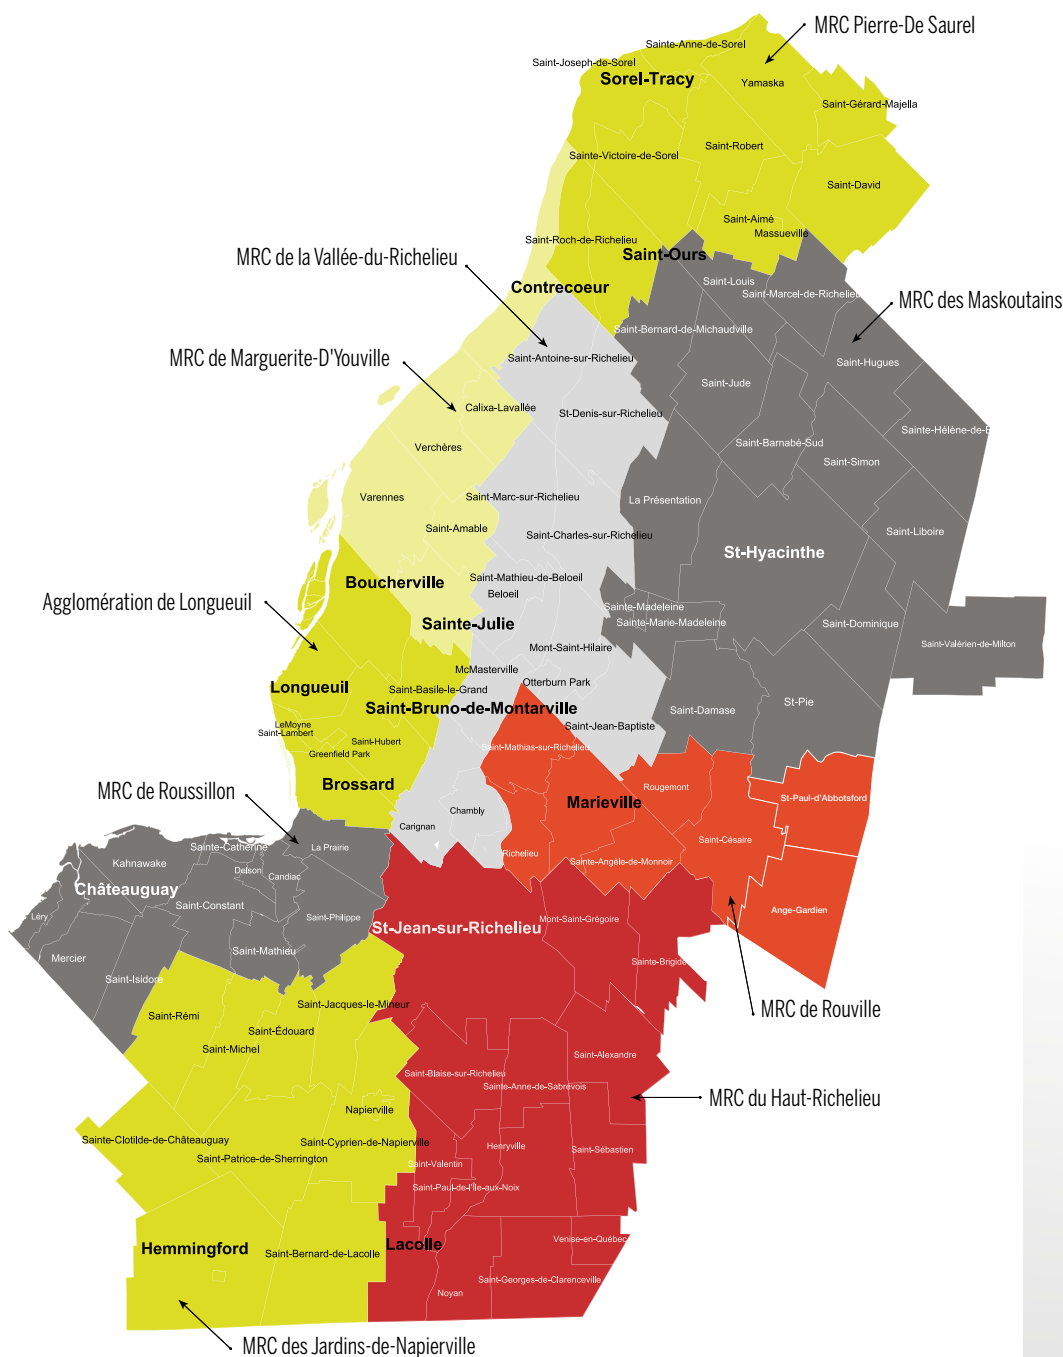 MRC Pierre-De Saurel
Sainte-Anne-de-Sorel
Saint-Joseph-de-Sorel
Sorel-Tracy
Yamaska
Saint-Gérard-Majella
Saint-Robert
Sainte-Victoire-de-Sorel
Saint-David
Saint-Aimé
Massueville
Saint-Roch-de-Richelieu
Saint-Ours
MRC de la Vallée-du-Richelieu
Contrecoeur
Saint-Louis
Saint-Marcel-de-Richelieu
MRC des Maskoutains
Saint-Bernard-de-Michaudville
MRC de Marguerite-D'Youville
Saint-Antoine-sur-Richelieu
Saint-Hugues
Saint-Jude
Calixa-Lavallée
St-Denis-sur-Richelieu
Sainte-Hélène-de-B
Verchères
Saint-Barnabé-Sud
Saint-Simon
Varennes
Saint-Marc-sur-Richelieu
La Présentation
Saint-Amable
Saint-Charles-sur-Richelieu
Saint-Liboire
St-Hyacinthe
Boucherville
Saint-Mathieu-de-Beloeil
Beloeil
Agglomération de Longueuil
Sainte-Madeleine
Sainte-Marie-Madeleine
Saint-Dominique
Sainte-Julie
Saint-Valérien-de-Milton
Mont-Saint-Hilaire
McMasterville
Otterburn Park
Longueuil
Saint-Basile-le-Grand
St-Pie
Saint-Bruno-de-Montarville
Saint-Damase
LeMoyne
Saint-Lambert
Saint-Jean-Baptiste
Saint-Hubert
Greenfield Park
Saint-Mathias-sur-Richelieu
Brossard
Rougemont
MRC de Roussillon
Marieville
St-Paul-d'Abbotsford
Chambly
Carignan
Saint-Césaire
Sainte-Catherine
La Prairie
Richelieu
Sainte-Angèle-de-Monnoir
Kahnawake
Delson
Candiac
Châteauguay
Saint-Constant
Ange-Gardien
Léry
Saint-Philippe
Mont-Saint-Grégoire
St-Jean-sur-Richelieu
Saint-Mathieu
Mercier
Sainte-Brigide
Saint-Isidore
Saint-Jacques-le-Mineur
MRC de Rouville
Saint-Rémi
Saint-Édouard
Saint-Michel
Saint-Alexandre
Saint-Blaise-sur-Richelieu
Sainte-Anne-de-Sabrevois
MRC du Haut-Richelieu
Napierville
Sainte-Clotilde-de-Châteauguay
Saint-Cyprien-de-Napierville
Henryville
Saint-Sébastien
Saint-Patrice-de-Sherrington
Saint-Valentin
Saint-Paul-de-l'Île-aux-Noix
Hemmingford
Lacolle
Venise-en-Québec
Saint-Bernard-de-Lacolle
Saint-Georges-de-Clarenceville
Noyan
MRC des Jardins-de-Napierville